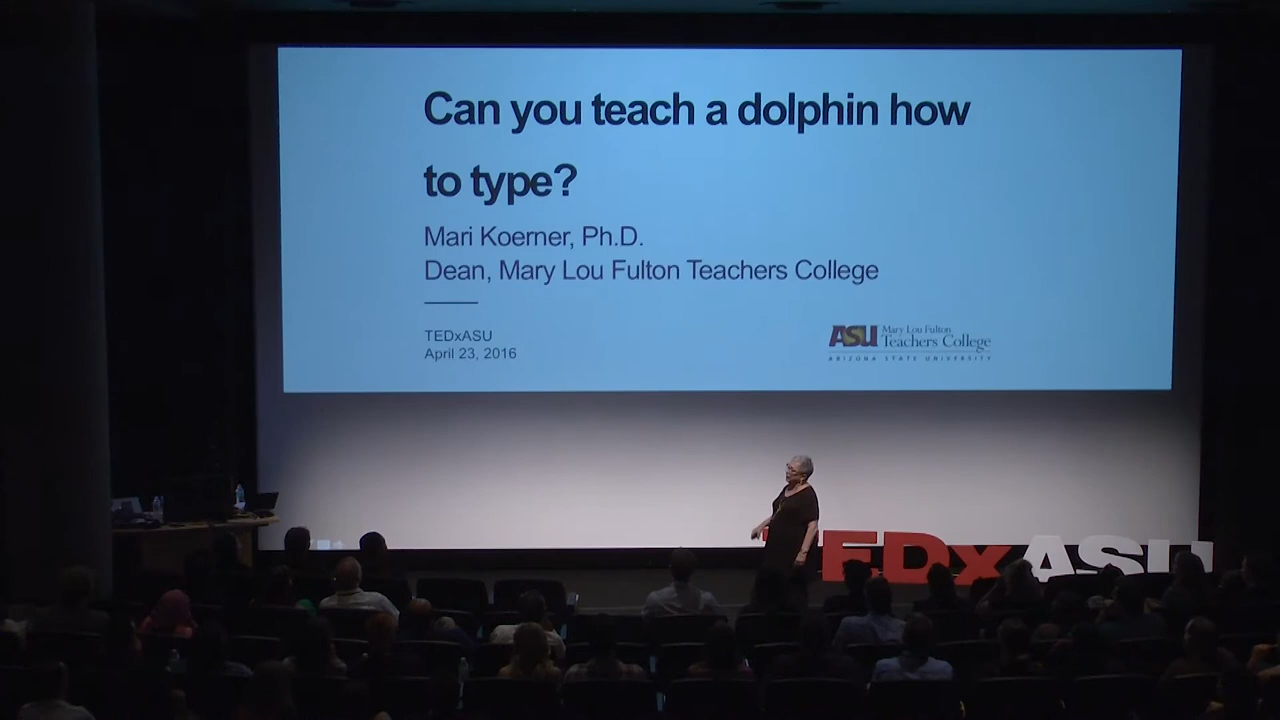 Can you teach a dolphin how
to type?
Mari Koerner, Ph.D.
Dean, Mary Lou Fulton Teachers College
TEDxASU
April 23, 2016
ASU Mary Lou Fulton
Teachers College
ARIZONA STATE UNIVERSITY
TEDxASU